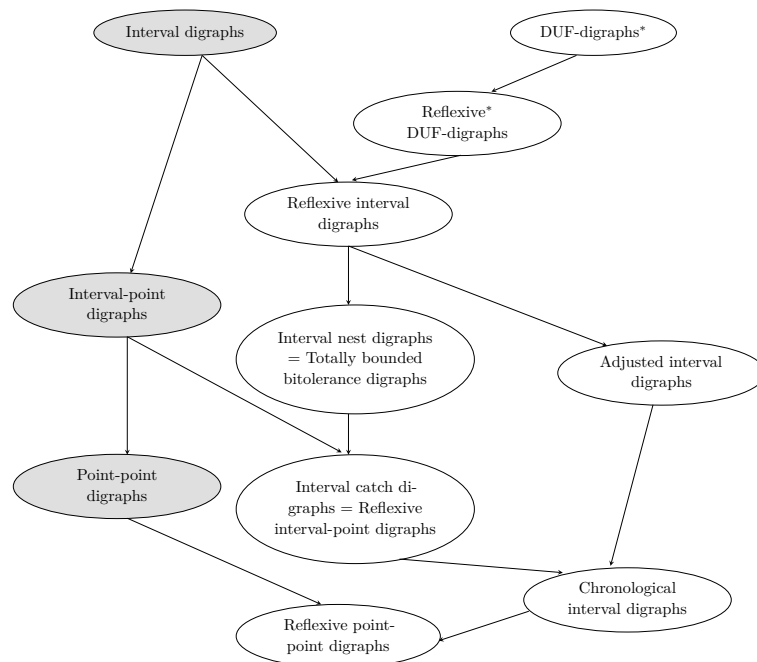 Interval digraphs
DUF-digraphs*
Reflexive*
DUF-digraphs
Reflexive interval
digraphs
Interval-point
digraphs
Interval nest digraphs
= Totally bounded
bitolerance digraphs
Adjusted interval
digraphs
Point-point
digraphs
Interval catch di-
graphs = Reflexive
interval-point digraphs
Chronological
interval digraphs
Reflexive point-
point digraphs